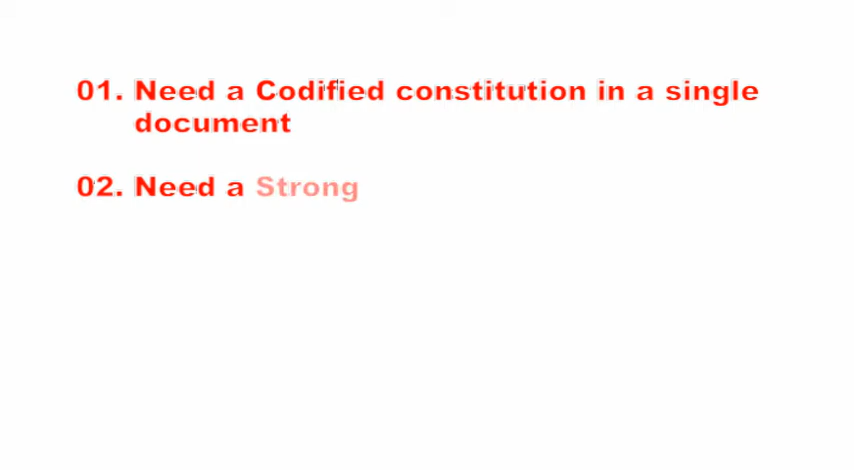 01. Need a Codified constitution in a single
document
02. Need a Strong